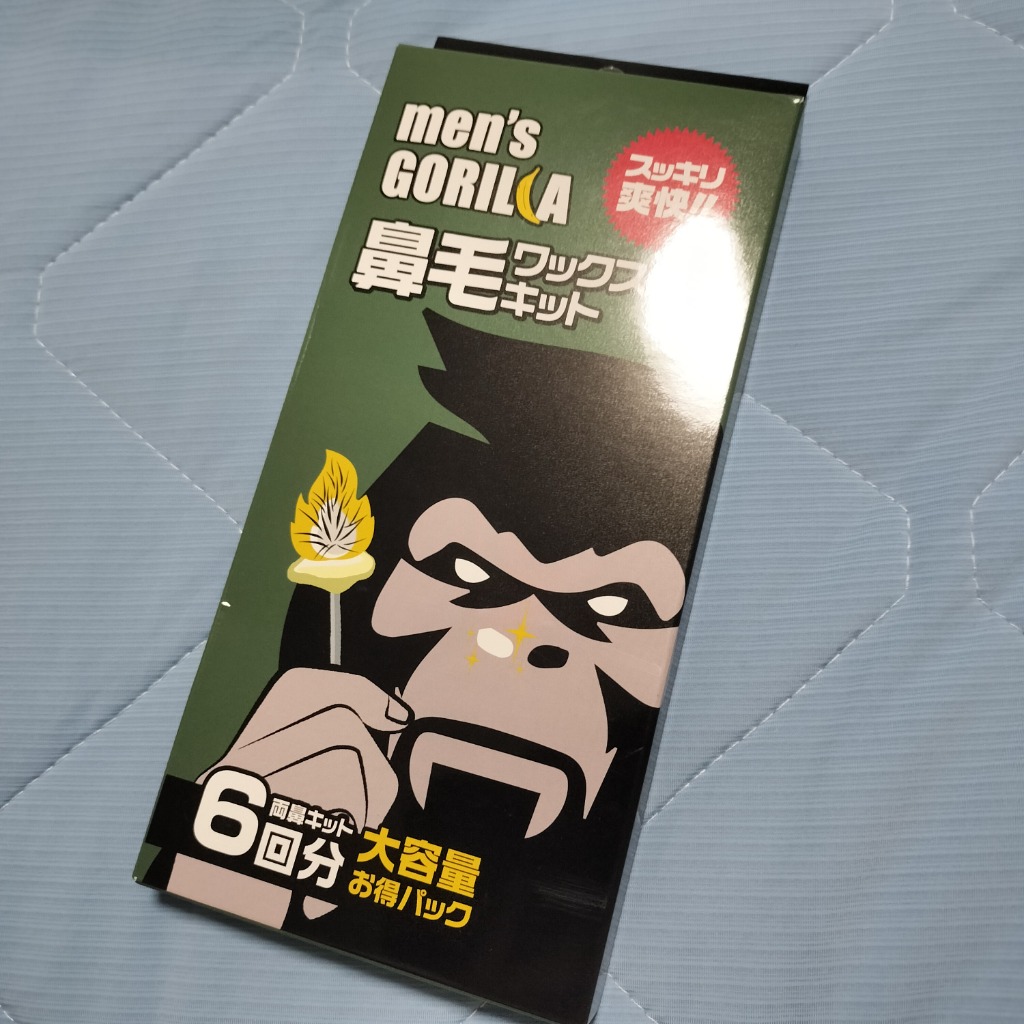 men's
GORILLA
スッキリ
爽快!!
鼻毛ワックス
キット
6回分
両鼻キット
大容量
お得パック